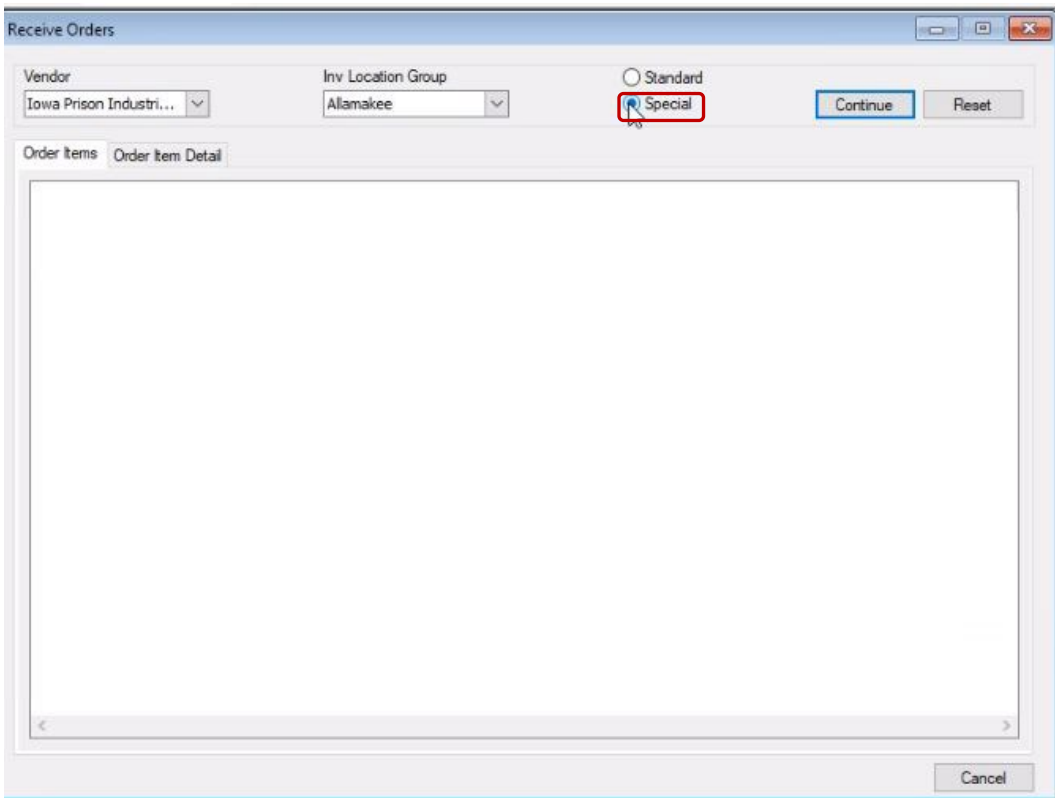 Receive Orders
Vendor
Inv Location Group
Standard
Iowa Prison Industri...
Allamakee
Special
Continue
Reset
Order Items
Order Item Detail
Cancel